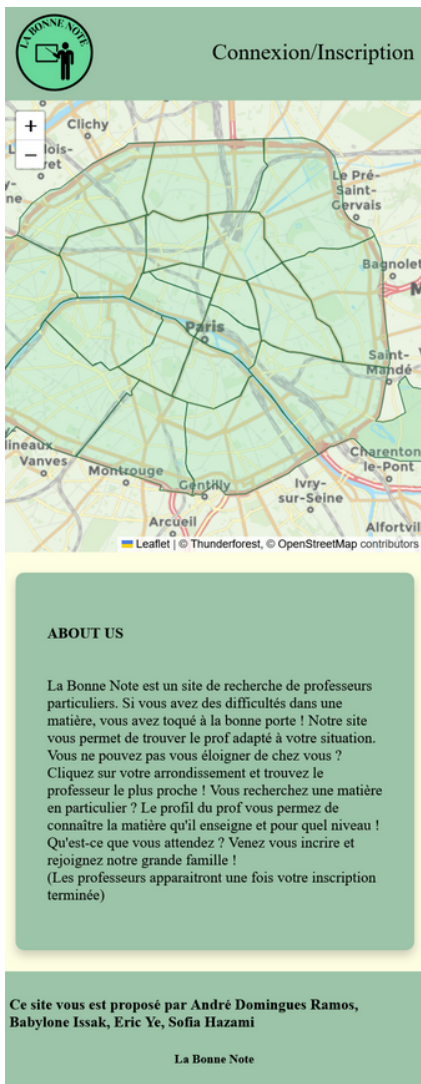 LA BONNE NOTE
Connexion/Inscription
+
−
Clichy
Le Pré-
Saint-
Gervais
Bagnolet
Paris
Saint-
Mandé
Vanves
Montrouge
Gentilly
Charenton
le-Pont
Ivry-
sur-Seine
Arcueil
Alfortvil
Leaflet | © Thunderforest, © OpenStreetMap contributors
ABOUT US
La Bonne Note est un site de recherche de professeurs
particuliers. Si vous avez des difficultés dans une
matière, vous avez toqué à la bonne porte ! Notre site
vous permet de trouver le prof adapté à votre situation.
Vous ne pouvez pas vous éloigner de chez vous ?
Cliquez sur votre arrondissement et trouvez le
professeur le plus proche ! Vous recherchez une matière
en particulier ? Le profil du prof vous permez de
connaître la matière qu'il enseigne et pour quel niveau !
Qu'est-ce que vous attendez ? Venez vous incrire et
rejoignez notre grande famille !
(Les professeurs apparaitront une fois votre inscription
terminée)
Ce site vous est proposé par André Domingues Ramos,
Babylone Issak, Eric Ye, Sofia Hazami
La Bonne Note